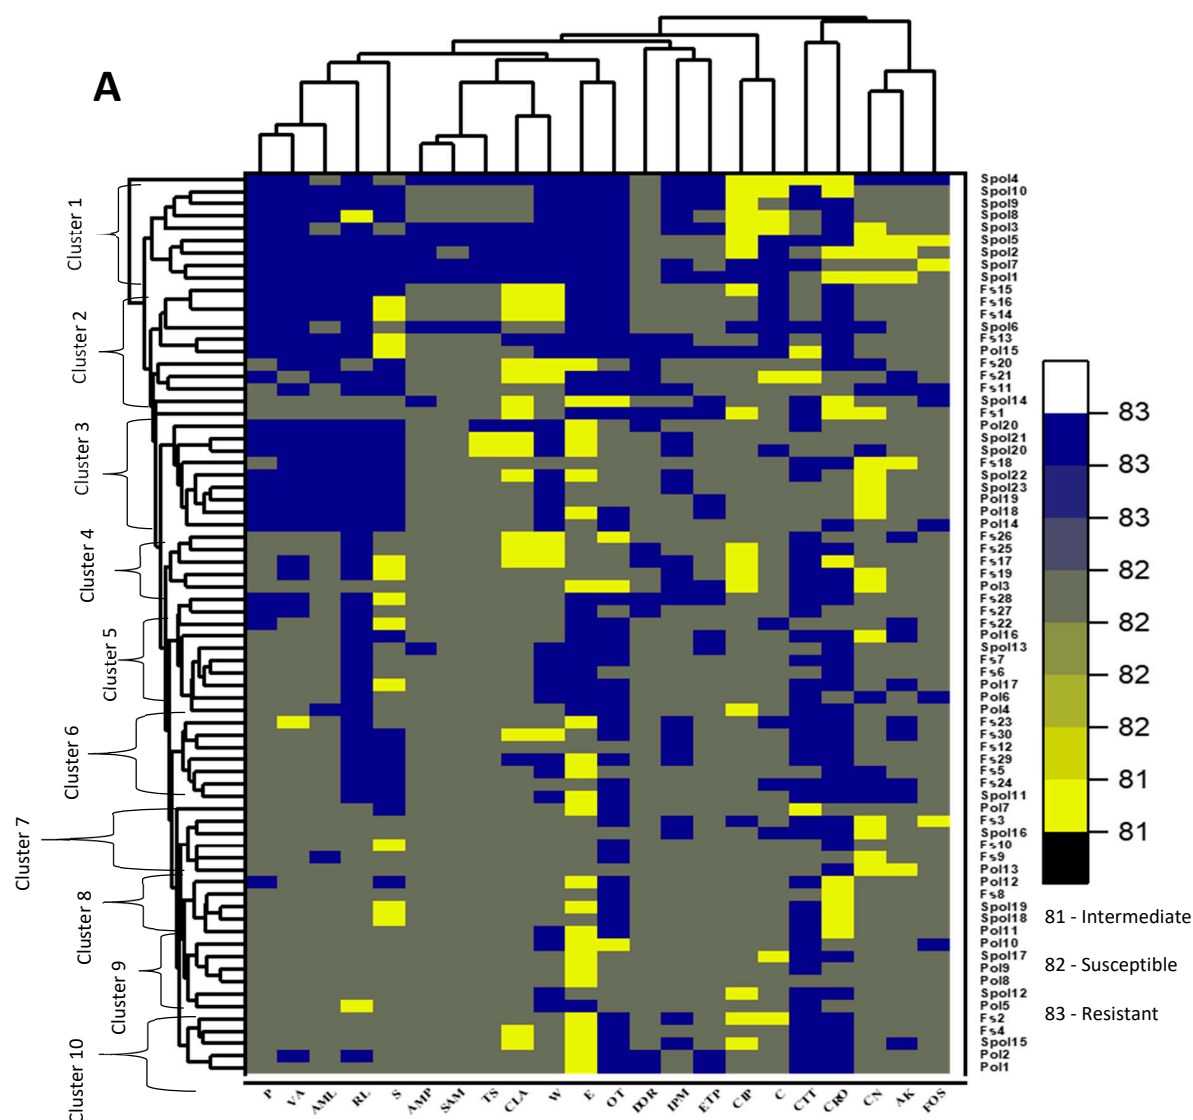 A
Cluster 1
Cluster 2
Cluster 3
Cluster 4
Cluster 5
Cluster 6
Cluster 7
Cluster 8
Cluster 9
Cluster 10
Spol4
Spol10
Spol9
Spol8
Spol3
Spol5
Spol2
Spol7
Spol1
Fs15
Fs16
Fs14
Spol6
Fs13
Pol15
Fs20
Fs21
Fs11
Spol14
Fs1
Pol20
Spol21
Spol20
Fs18
Spol22
Spol23
Pol19
Pol18
Pol14
Fs26
Fs25
Fs17
Fs19
Pol3
Fs28
Fs27
Fs22
Pol16
Spol13
Fs7
Fs6
Pol17
Pol6
Pol4
Fs23
Fs30
Fs12
Fs29
Fs5
Fs24
Spol11
Pol7
Fs3
Spol16
Fs10
Fs9
Pol13
Pol12
Fs8
Spol19
Spol18
Pol11
Pol10
Spol17
Pol9
Pol8
Spol12
Pol5
Fs2
Fs4
Spol15
Pol2
Pol1
83
83
83
82
82
82
82
81
81
81 - Intermediate
82 - Susceptible
83 - Resistant
P VA AML RL S AMP SAM TS CLA W E OT DOR IPM ETP CIP C CTT CRO CN AK FOS